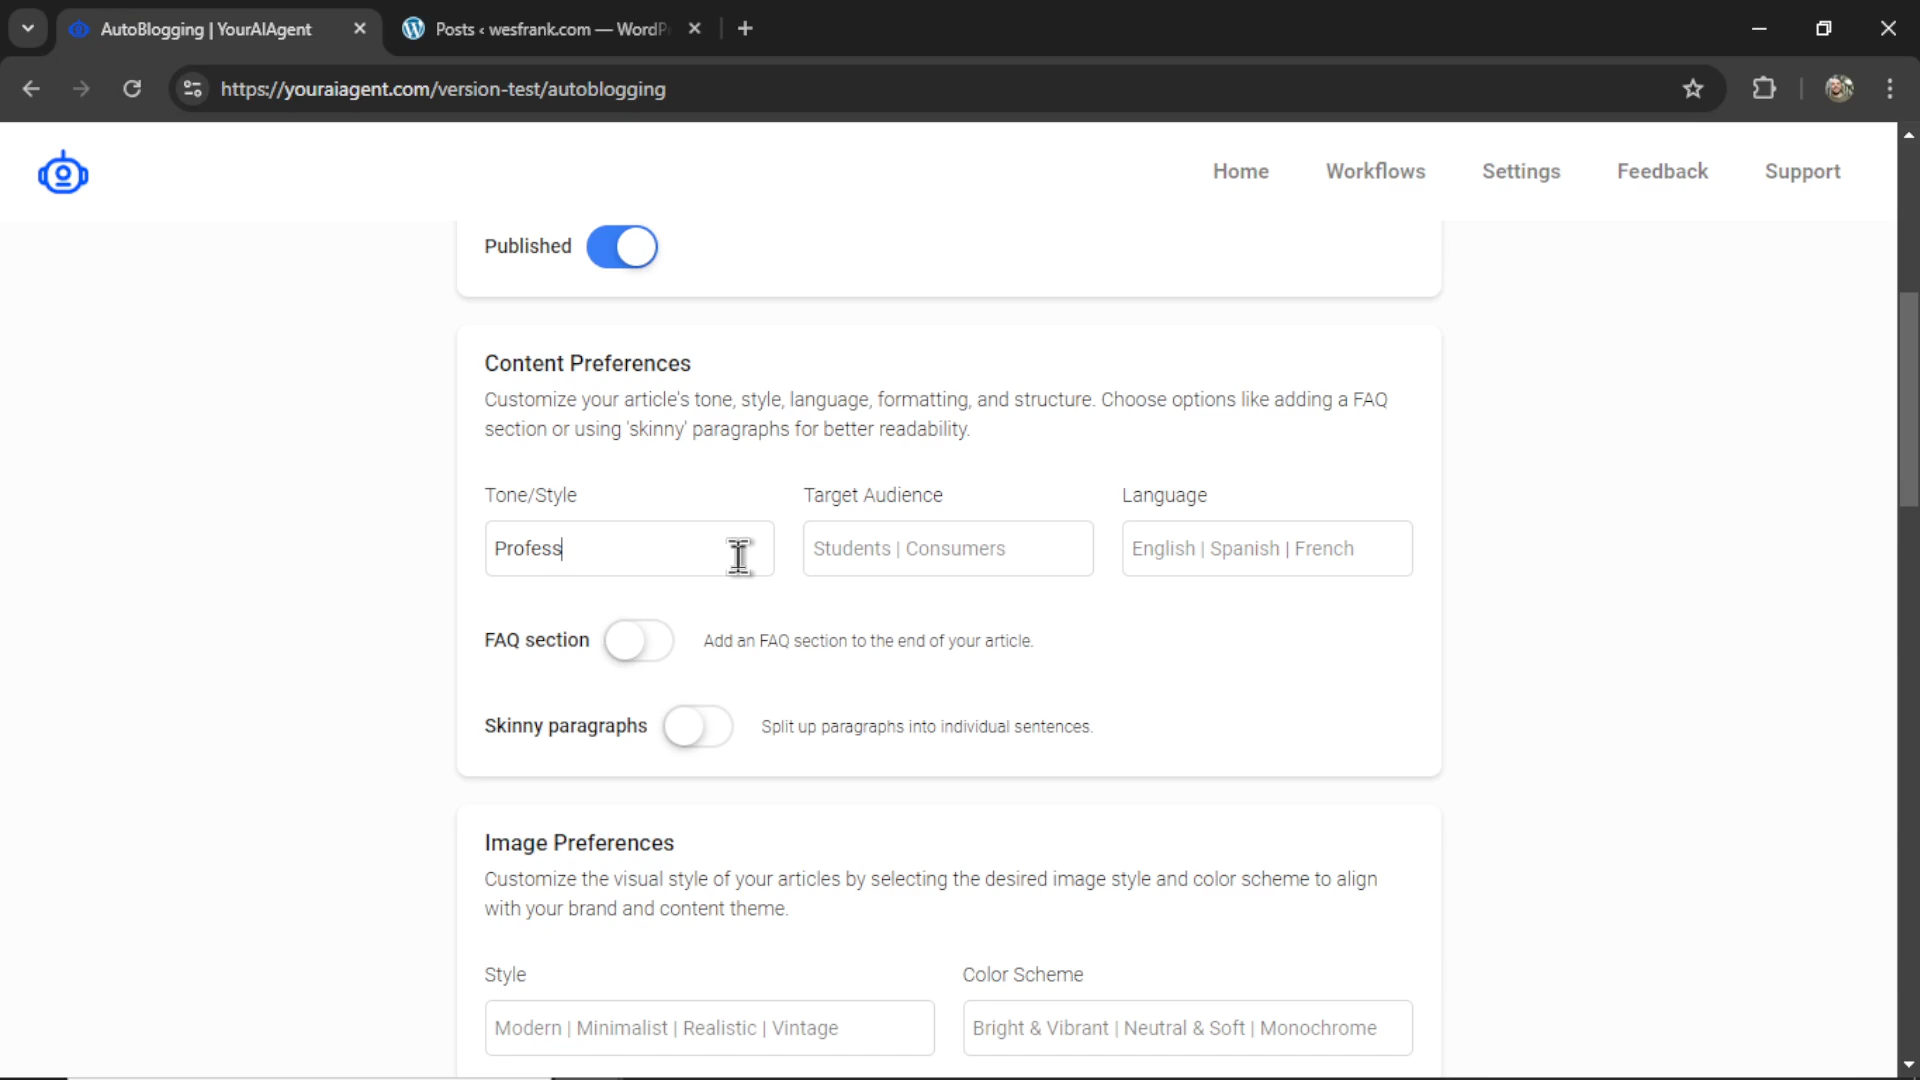 AutoBlogging | YourAIAgent
Posts ‹ wesfrank.com — WordPr
https://youraiagent.com/version-test/autoblogging
Home
Workflows
Settings
Feedback
Support
Published
Content Preferences
Customize your article's tone, style, language, formatting, and structure. Choose options like adding a FAQ
section or using 'skinny' paragraphs for better readability.
Tone/Style
Target Audience
Language
Profess
Students | Consumers
English | Spanish | French
FAQ section
Add an FAQ section to the end of your article.
Skinny paragraphs
Split up paragraphs into individual sentences.
Image Preferences
Customize the visual style of your articles by selecting the desired image style and color scheme to align
with your brand and content theme.
Style
Color Scheme
Modern | Minimalist | Realistic | Vintage
Bright & Vibrant | Neutral & Soft | Monochrome